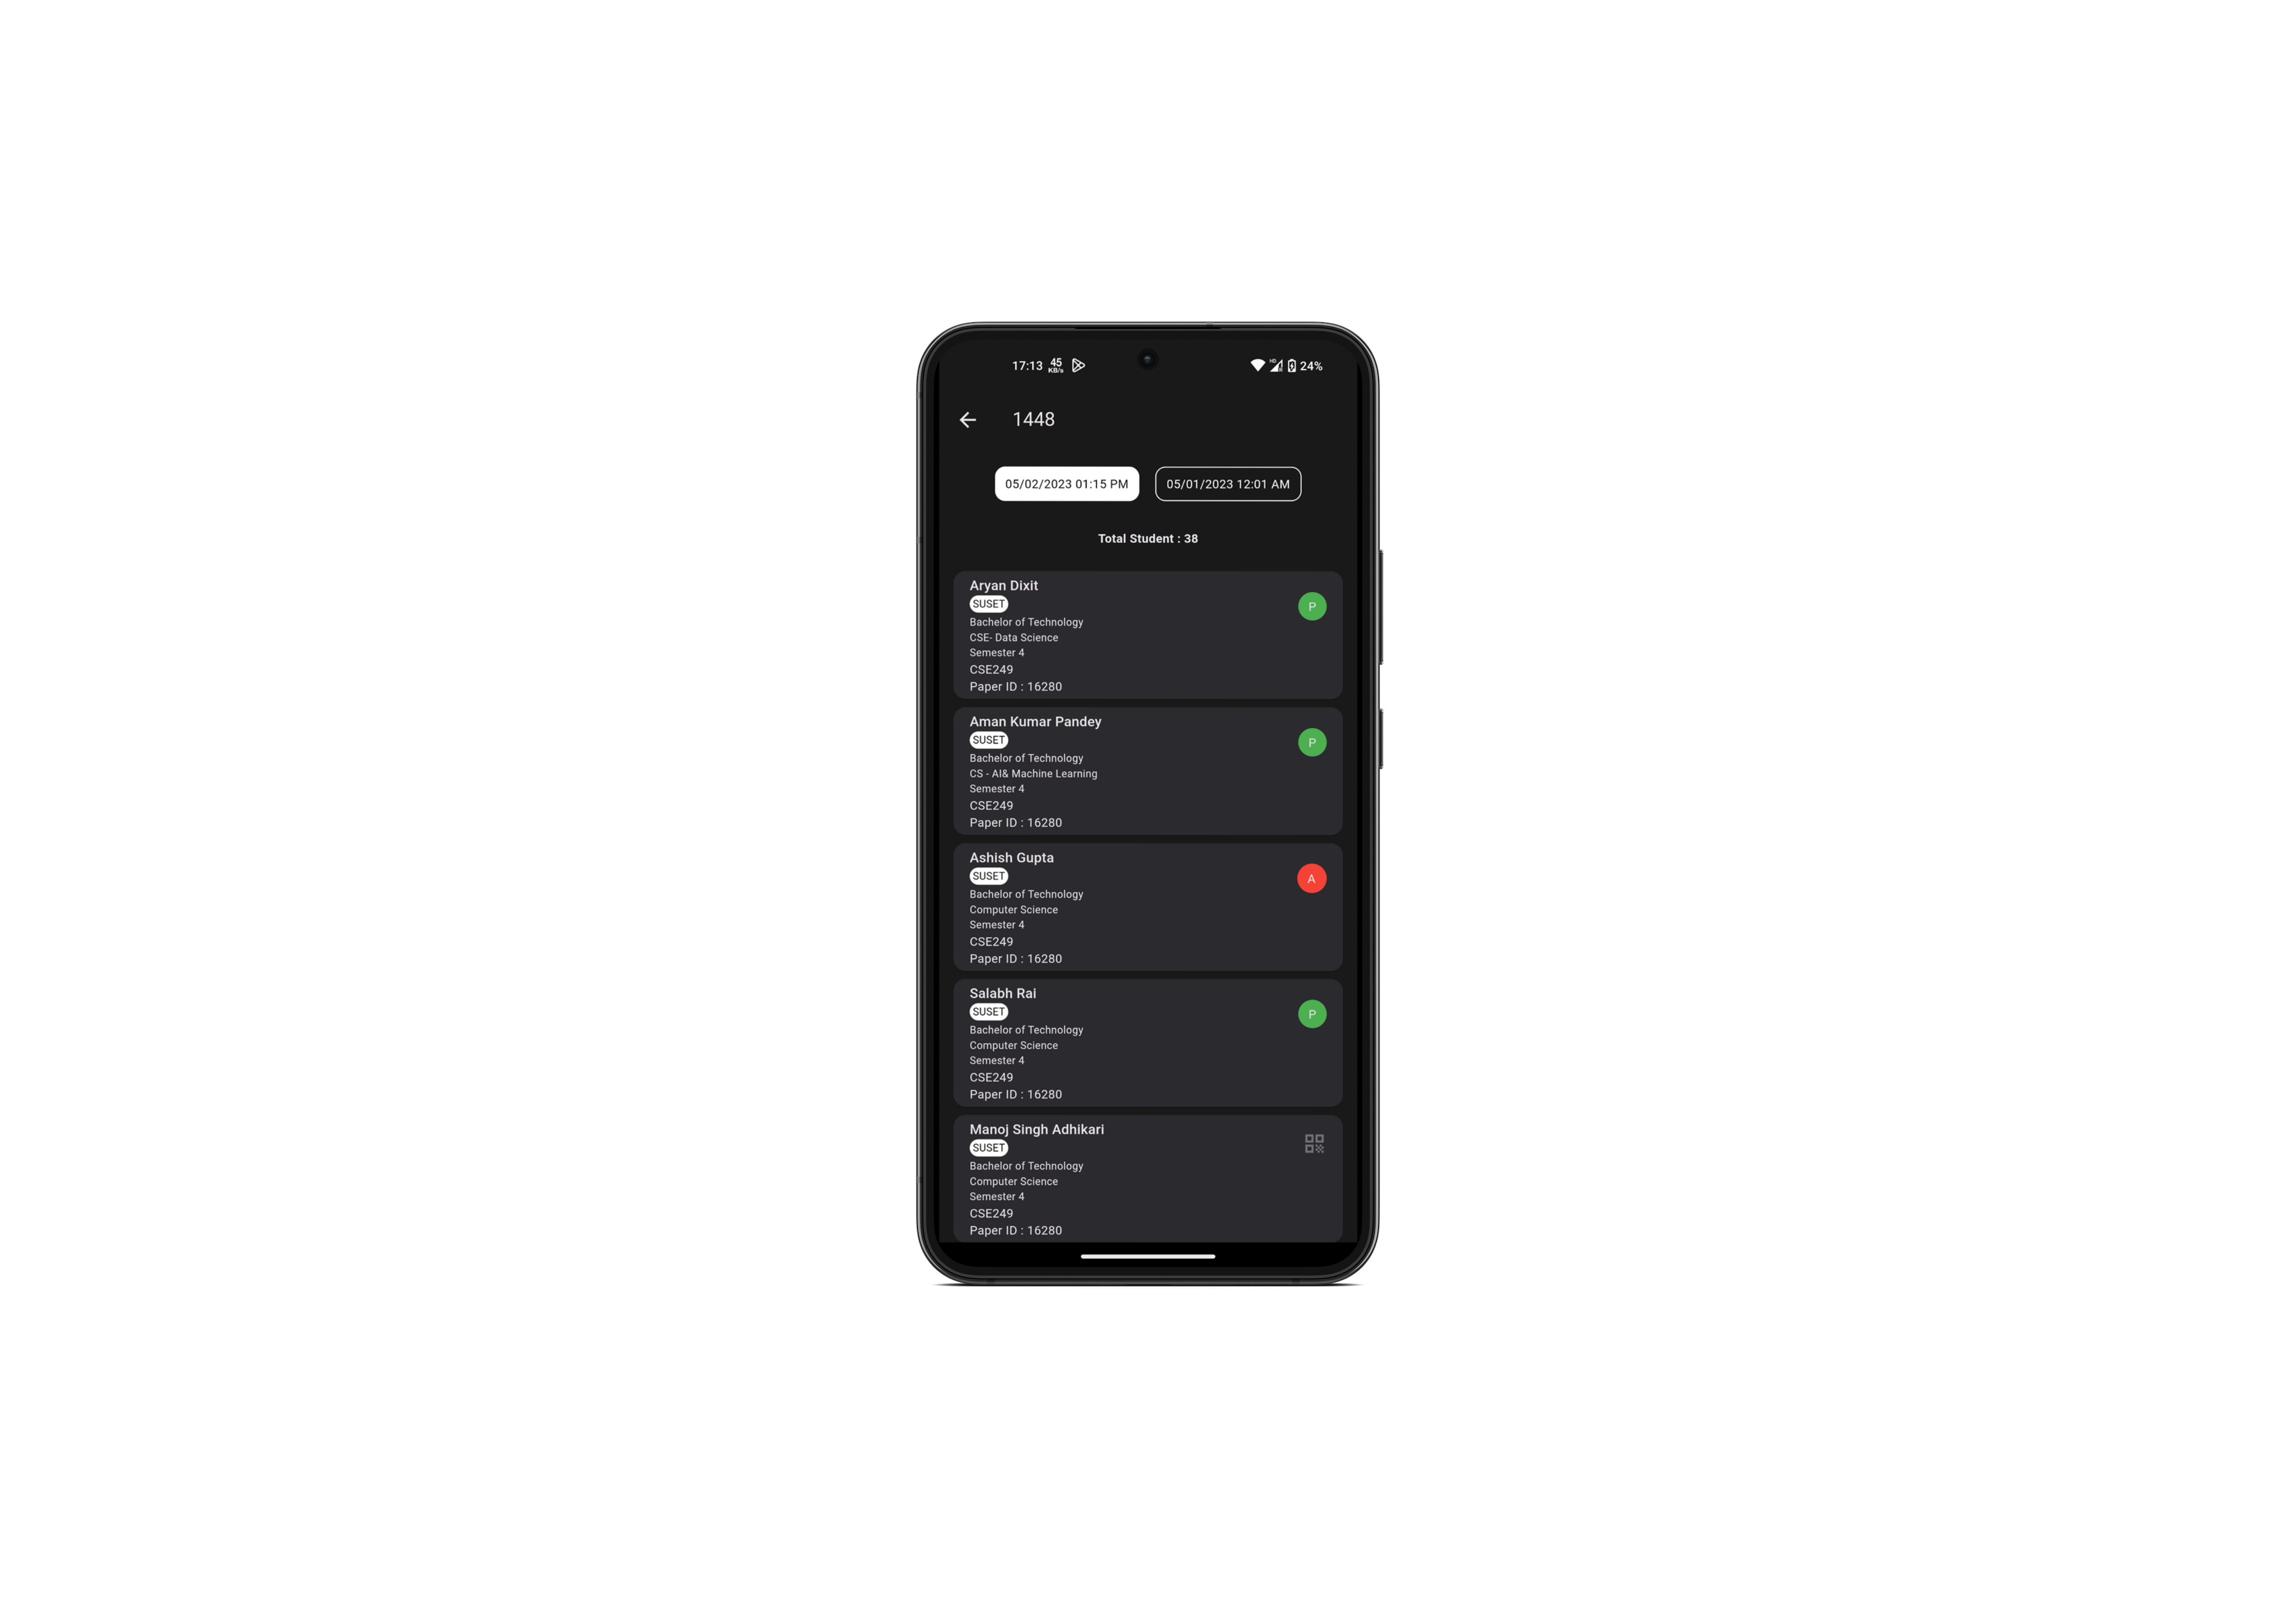 17:13 45 KB/s HD 24%
1448
05/02/2023 01:15 PM 05/01/2023 12:01 AM
Total Student : 38
Aryan Dixit
SUSET
P
Bachelor of Technology
CSE- Data Science
Semester 4
CSE249
Paper ID : 16280
Aman Kumar Pandey
SUSET
P
Bachelor of Technology
CS - AI& Machine Learning
Semester 4
CSE249
Paper ID : 16280
Ashish Gupta
SUSET
A
Bachelor of Technology
Computer Science
Semester 4
CSE249
Paper ID : 16280
Salabh Rai
SUSET
P
Bachelor of Technology
Computer Science
Semester 4
CSE249
Paper ID : 16280
Manoj Singh Adhikari
SUSET
Bachelor of Technology
Computer Science
Semester 4
CSE249
Paper ID : 16280